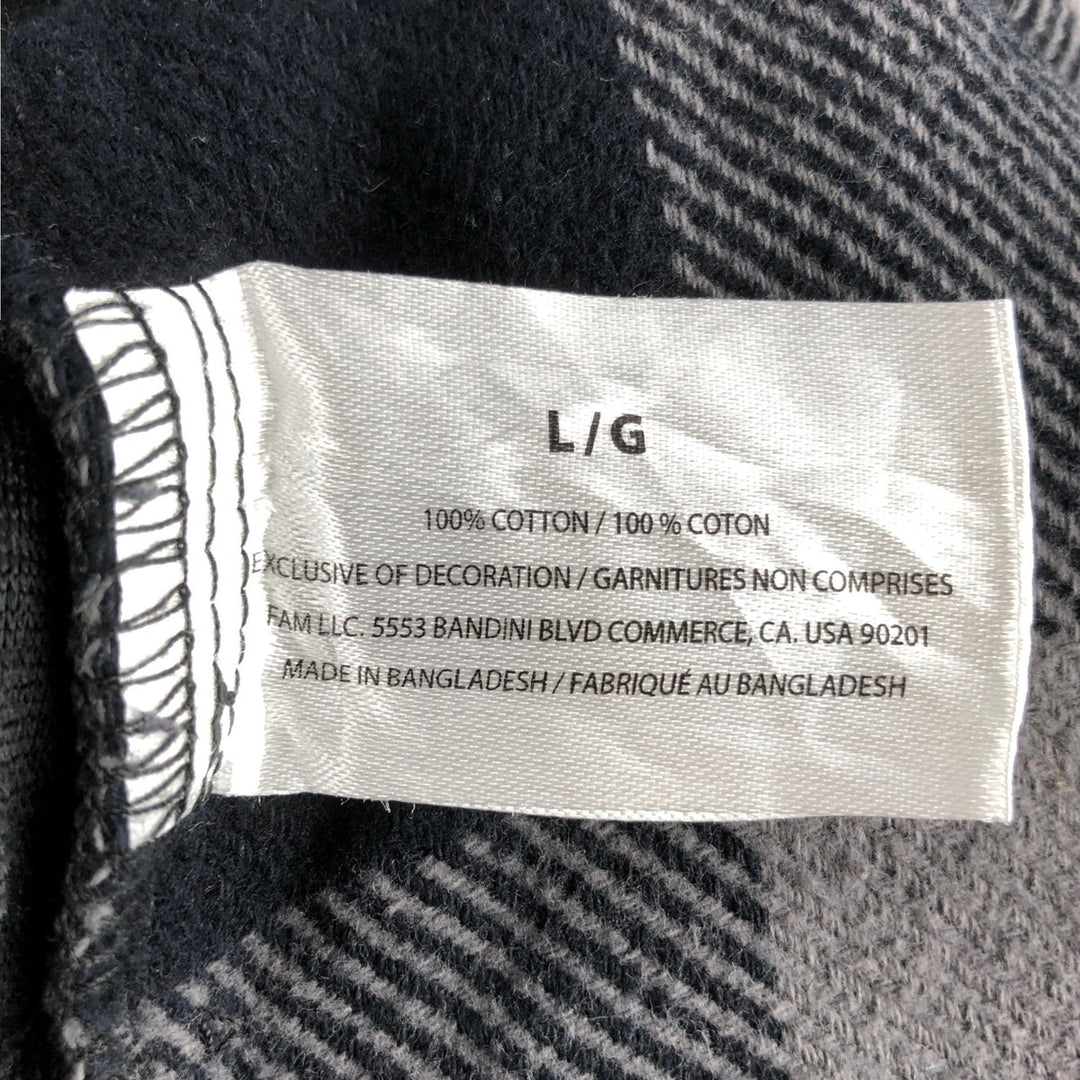 L / G
100% COTTON / 100 % COTON
EXCLUSIVE OF DECORATION / GARNITURES NON COMPRISES
FAM LLC. 5553 BANDINI BLVD COMMERCE, CA. USA 90201
MADE IN BANGLADESH / FABRIQUÉ AU BANGLADESH